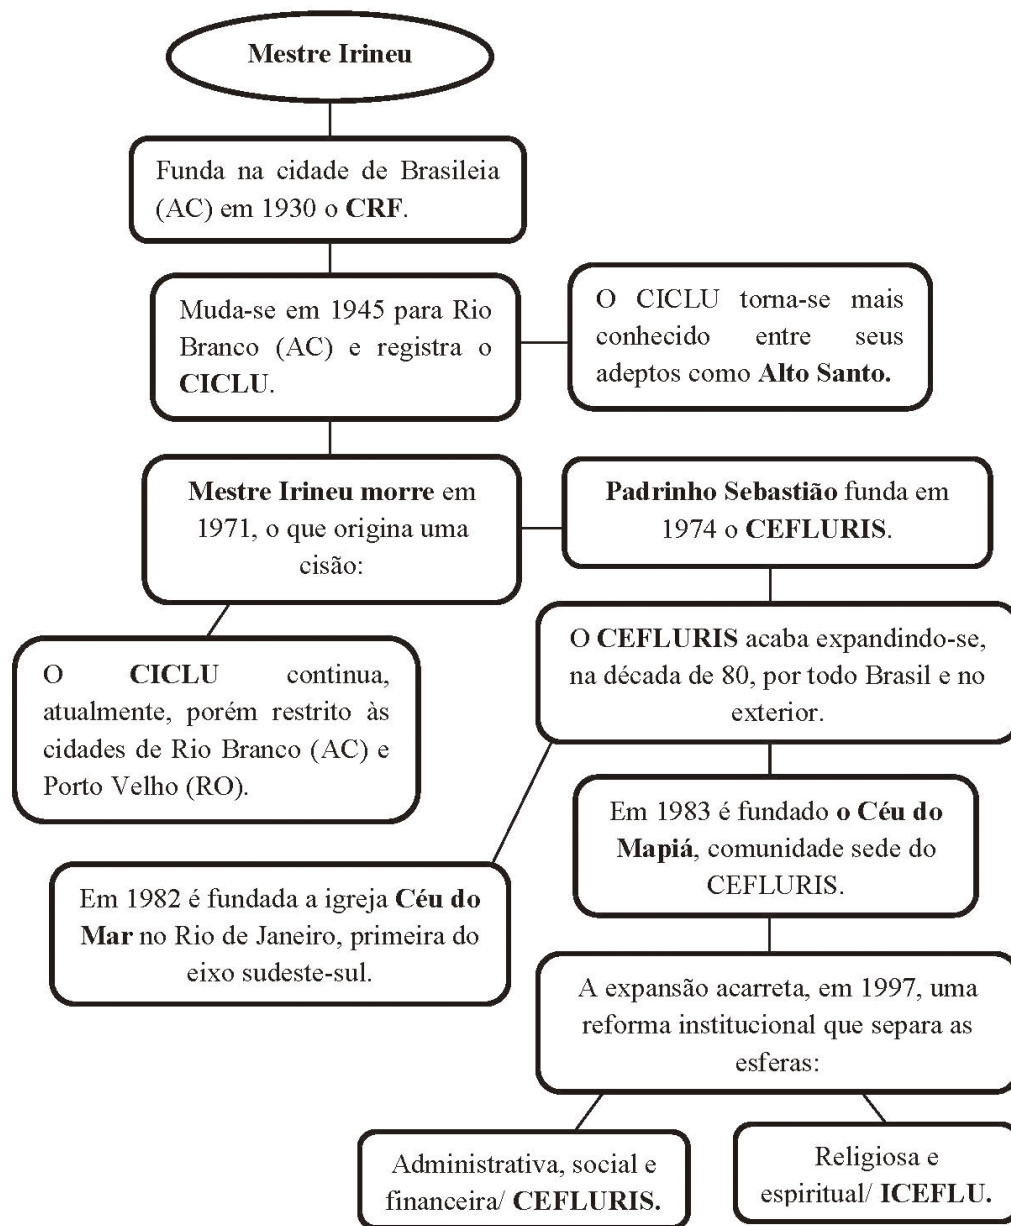 Mestre Irineu
Funda na cidade de Brasileia
(AC) em 1930 o CRF.
Muda-se em 1945 para Rio
Branco (AC) e registra o
CICLU.
O CICLU torna-se mais
conhecido entre seus
adeptos como Alto Santo.
Mestre Irineu morre em
1971, o que origina uma
cisão:
Padrinho Sebastião funda em
1974 o CEFLURIS.
O CICLU continua,
atualmente, porém restrito às
cidades de Rio Branco (AC) e
Porto Velho (RO).
O CEFLURIS acaba expandindo-se,
na década de 80, por todo Brasil e no
exterior.
Em 1983 é fundado o Céu do
Mapiá, comunidade sede do
CEFLURIS.
Em 1982 é fundada a igreja Céu do
Mar no Rio de Janeiro, primeira do
eixo sudeste-sul.
A expansão acarreta, em 1997, uma
reforma institucional que separa as
esferas:
Administrativa, social e
financeira/ CEFLURIS.
Religiosa e
espiritual/ ICEFLU.